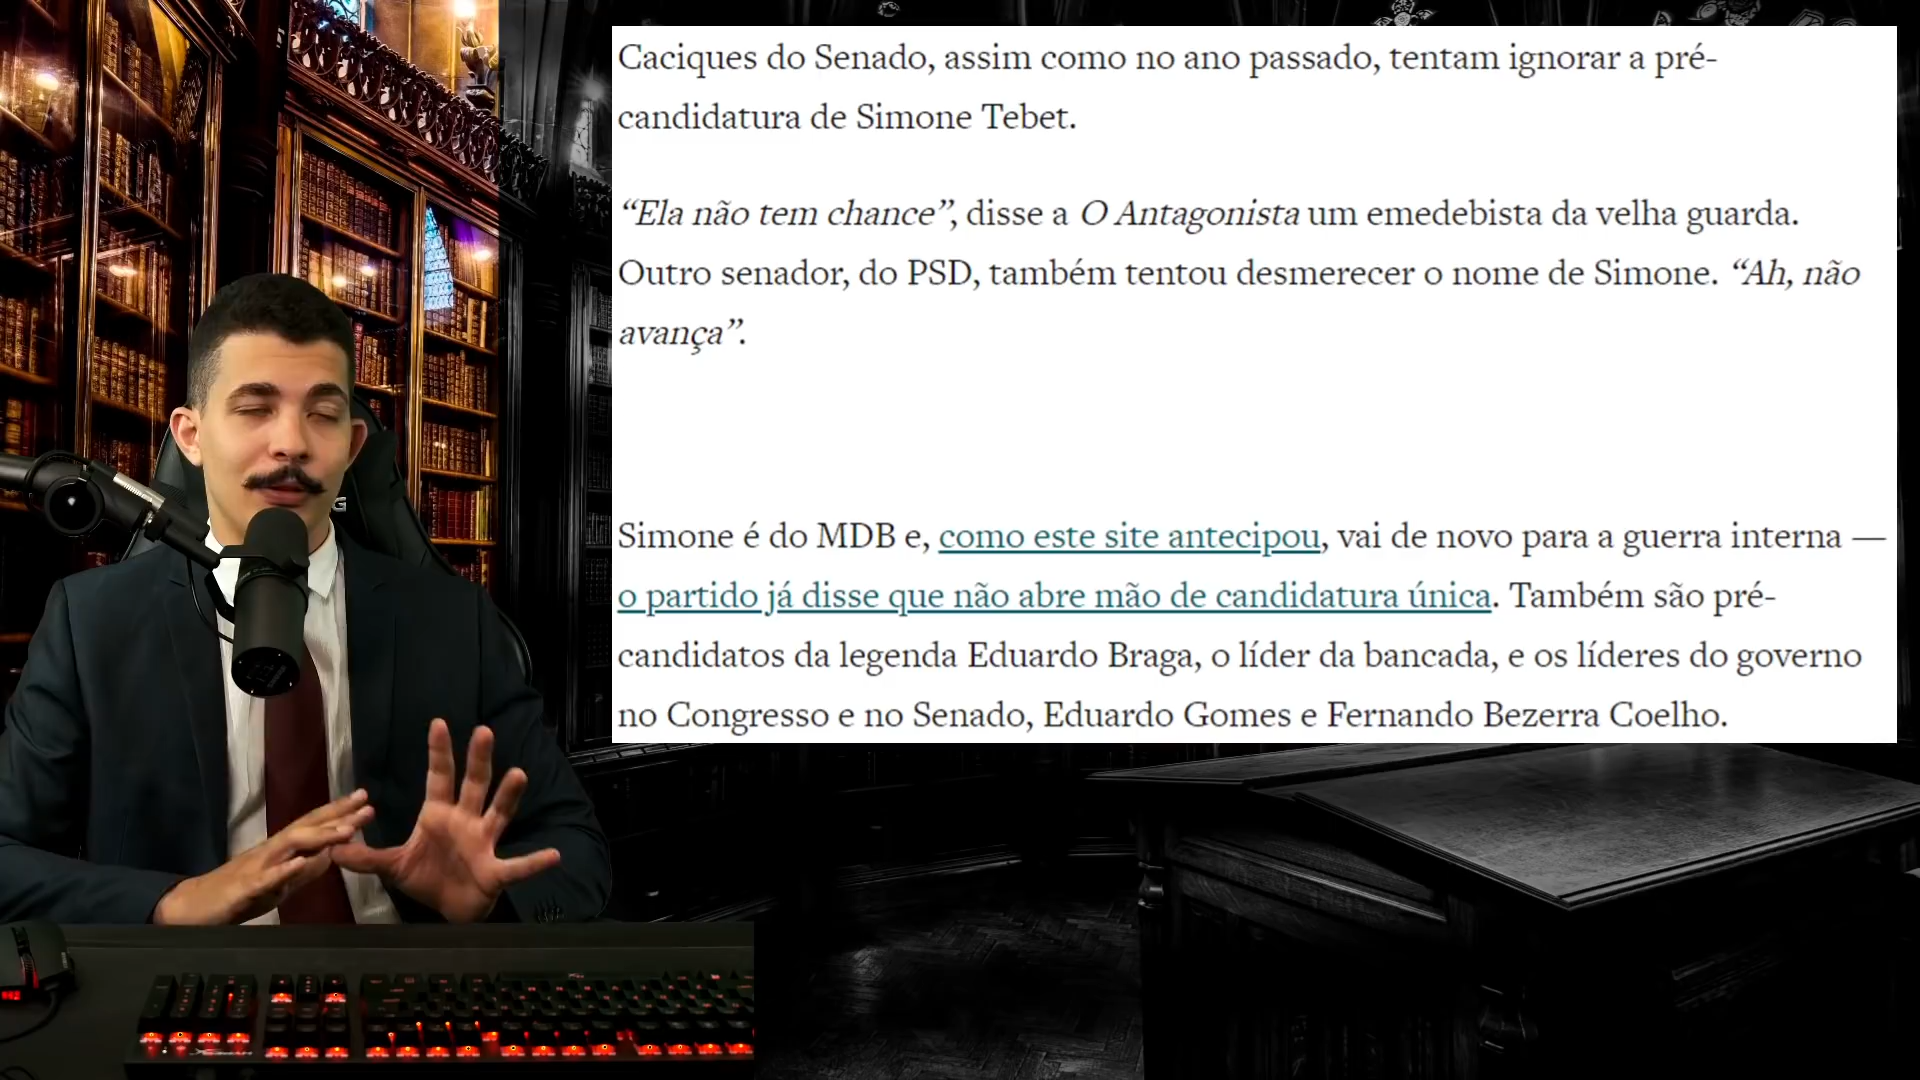 Caciques do Senado, assim como no ano passado, tentam ignorar a pré-
candidatura de Simone Tebet.
“Ela não tem chance”, disse a O Antagonista um emedebista da velha guarda.
Outro senador, do PSD, também tentou desmerecer o nome de Simone. “Ah, não
avança”.
Simone é do MDB e, como este site antecipou, vai de novo para a guerra interna —
o partido já disse que não abre mão de candidatura única. Também são pré-
candidatos da legenda Eduardo Braga, o líder da bancada, e os líderes do governo
no Congresso e no Senado, Eduardo Gomes e Fernando Bezerra Coelho.